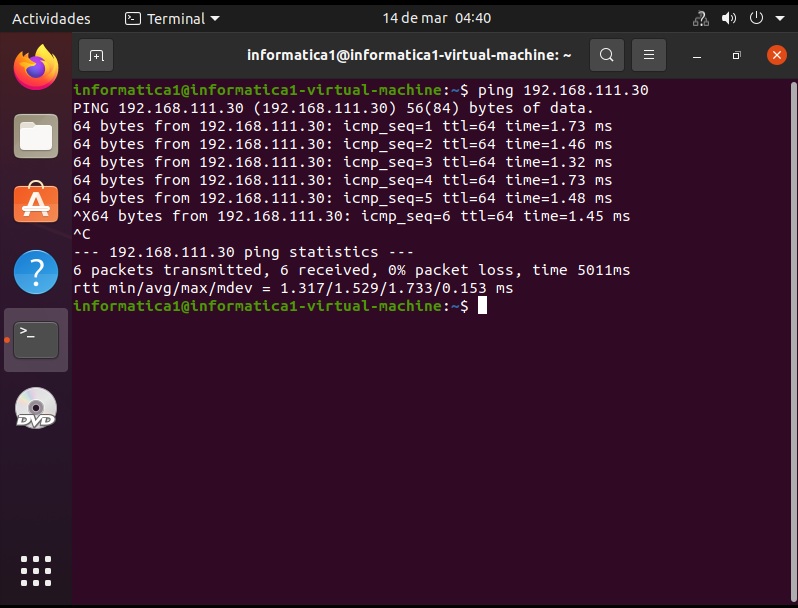 Actividades
Terminal
14 de mar 04:40
informatica1@informatica1-virtual-machine: ~
informatica1@informatica1-virtual-machine:~$ ping 192.168.111.30
PING 192.168.111.30 (192.168.111.30) 56(84) bytes of data.
64 bytes from 192.168.111.30: icmp_seq=1 ttl=64 time=1.73 ms
64 bytes from 192.168.111.30: icmp_seq=2 ttl=64 time=1.46 ms
64 bytes from 192.168.111.30: icmp_seq=3 ttl=64 time=1.32 ms
64 bytes from 192.168.111.30: icmp_seq=4 ttl=64 time=1.73 ms
64 bytes from 192.168.111.30: icmp_seq=5 ttl=64 time=1.48 ms
^X64 bytes from 192.168.111.30: icmp_seq=6 ttl=64 time=1.45 ms
^C
--- 192.168.111.30 ping statistics ---
6 packets transmitted, 6 received, 0% packet loss, time 5011ms
rtt min/avg/max/mdev = 1.317/1.529/1.733/0.153 ms
informatica1@informatica1-virtual-machine:~$
DVD